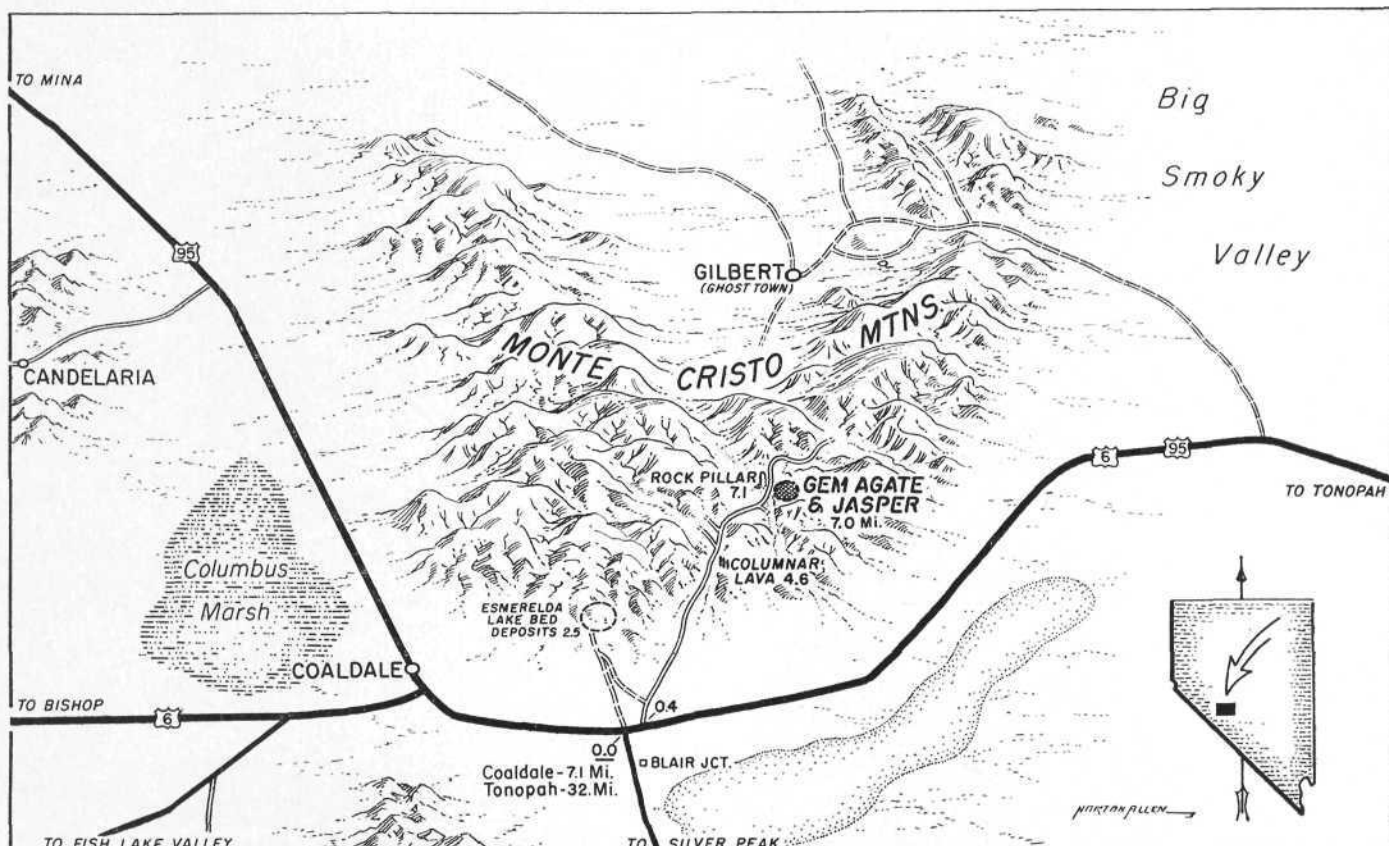 TO MINA
95
CANDELARIA
Columbus
Marsh
COALDALE
TO BISHOP
6
TO FISH LAKE VALLEY
Big
Smoky
Valley
GILBERT
(GHOST TOWN)
MONTE CRISTO MTNS
ROCK PILLAR
7.1
GEM AGATE
& JASPER
7.0 Mi.
COLUMNAR
LAVA 4.6
ESMERELDA
LAKE BED
DEPOSITS 2.5
6
95
TO TONOPAH
0.4
0.0
BLAIR JCT.
Coaldale-7.1 Mi.
Tonopah-32.Mi.
TO SILVER PEAK
NORTON ALLEN